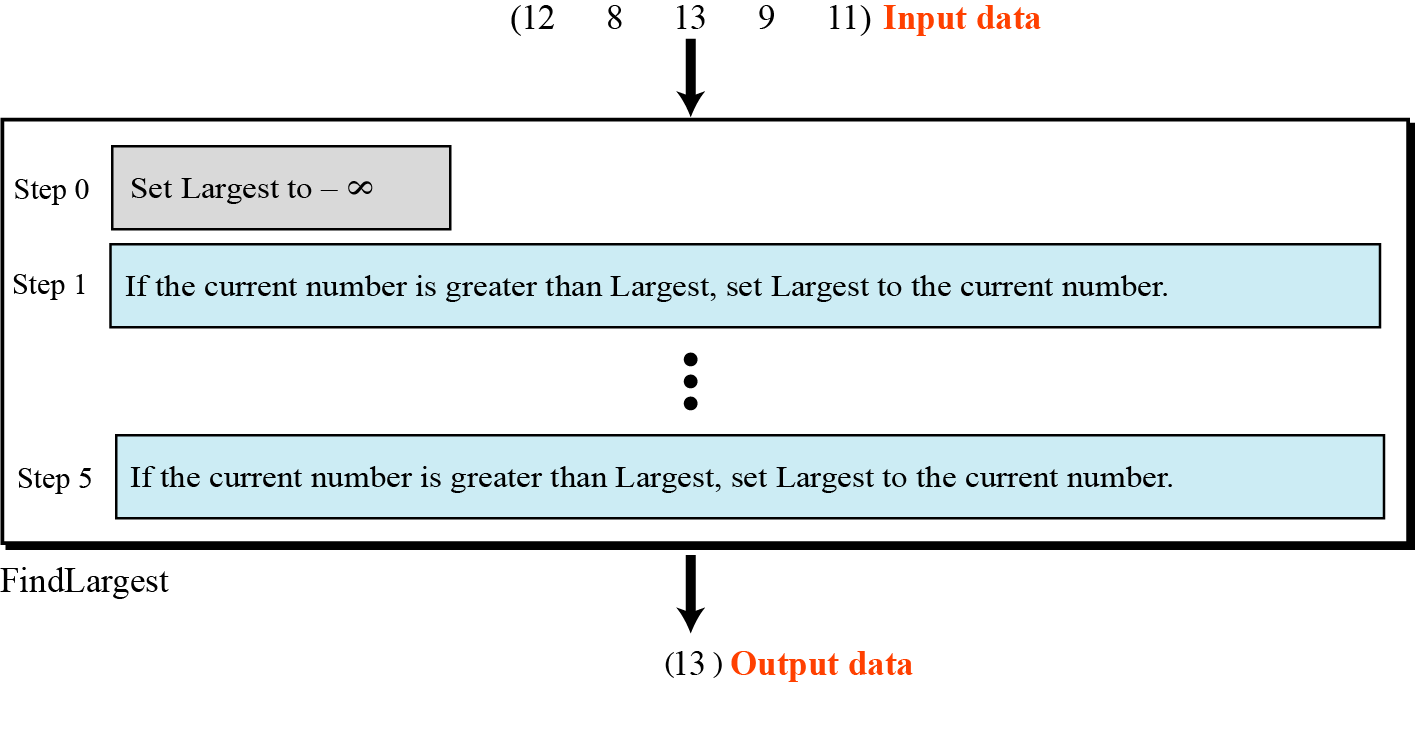 (12 8 13 9 11) Input data
Step 0 Set Largest to – ∞
Step 1 If the current number is greater than Largest, set Largest to the current number.
Step 5 If the current number is greater than Largest, set Largest to the current number.
FindLargest
(13 ) Output data